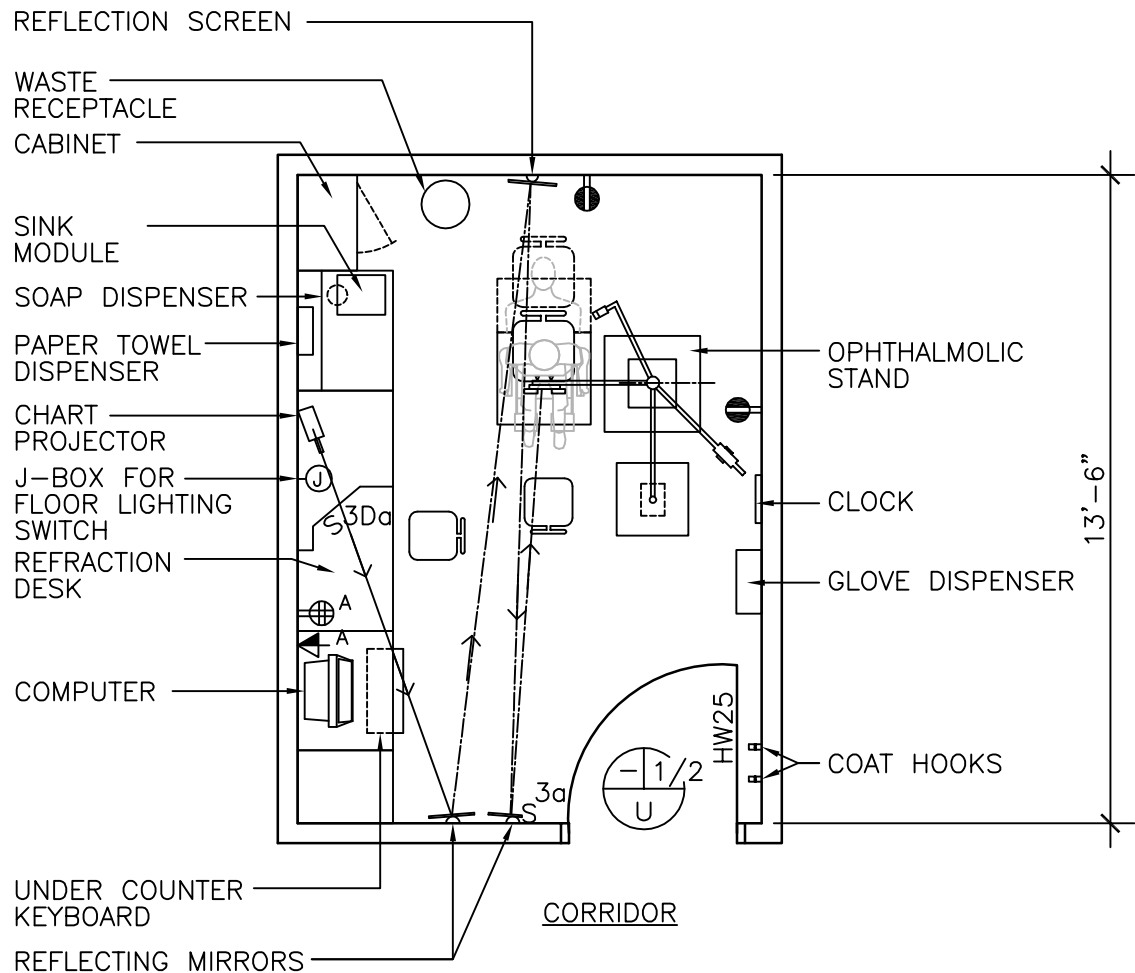 REFLECTION SCREEN
WASTE
RECEPTACLE
CABINET
SINK
MODULE
SOAP DISPENSER
PAPER TOWEL
DISPENSER
CHART
PROJECTOR
J-BOX FOR
FLOOR LIGHTING
SWITCH
REFRACTION
DESK
COMPUTER
UNDER COUNTER
KEYBOARD
REFLECTING MIRRORS
J
S3Da
A
A
S3a
HW25
- 1/2
U
OPHTHALMOLIC
STAND
CLOCK
GLOVE DISPENSER
COAT HOOKS
13'-6"
CORRIDOR